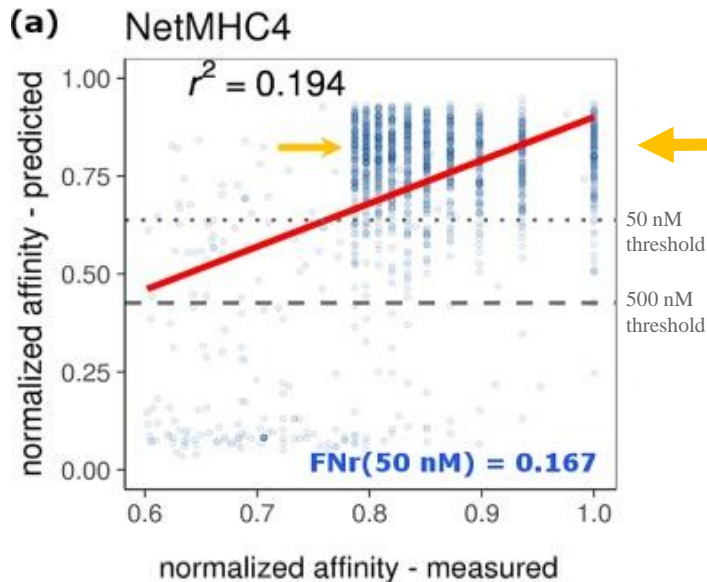 (a) NetMHC4
r² = 0.194
normalized affinity - predicted
1.00
0.75
0.50
0.25
0.00
50 nM
threshold
500 nM
threshold
FNr(50 nM) = 0.167
0.6 0.7 0.8 0.9 1.0
normalized affinity - measured